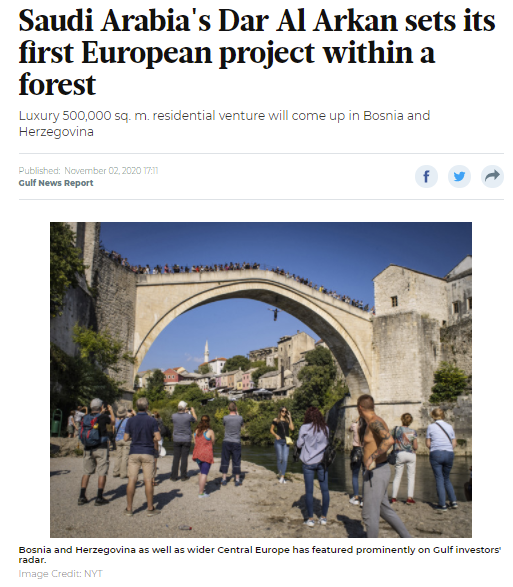 Saudi Arabia's Dar Al Arkan sets its
first European project within a
forest
Luxury 500,000 sq. m. residential venture will come up in Bosnia and
Herzegovina
Published: November 02, 2020 17:11
Gulf News Report
Bosnia and Herzegovina as well as wider Central Europe has featured prominently on Gulf investors'
radar.
Image Credit: NYT